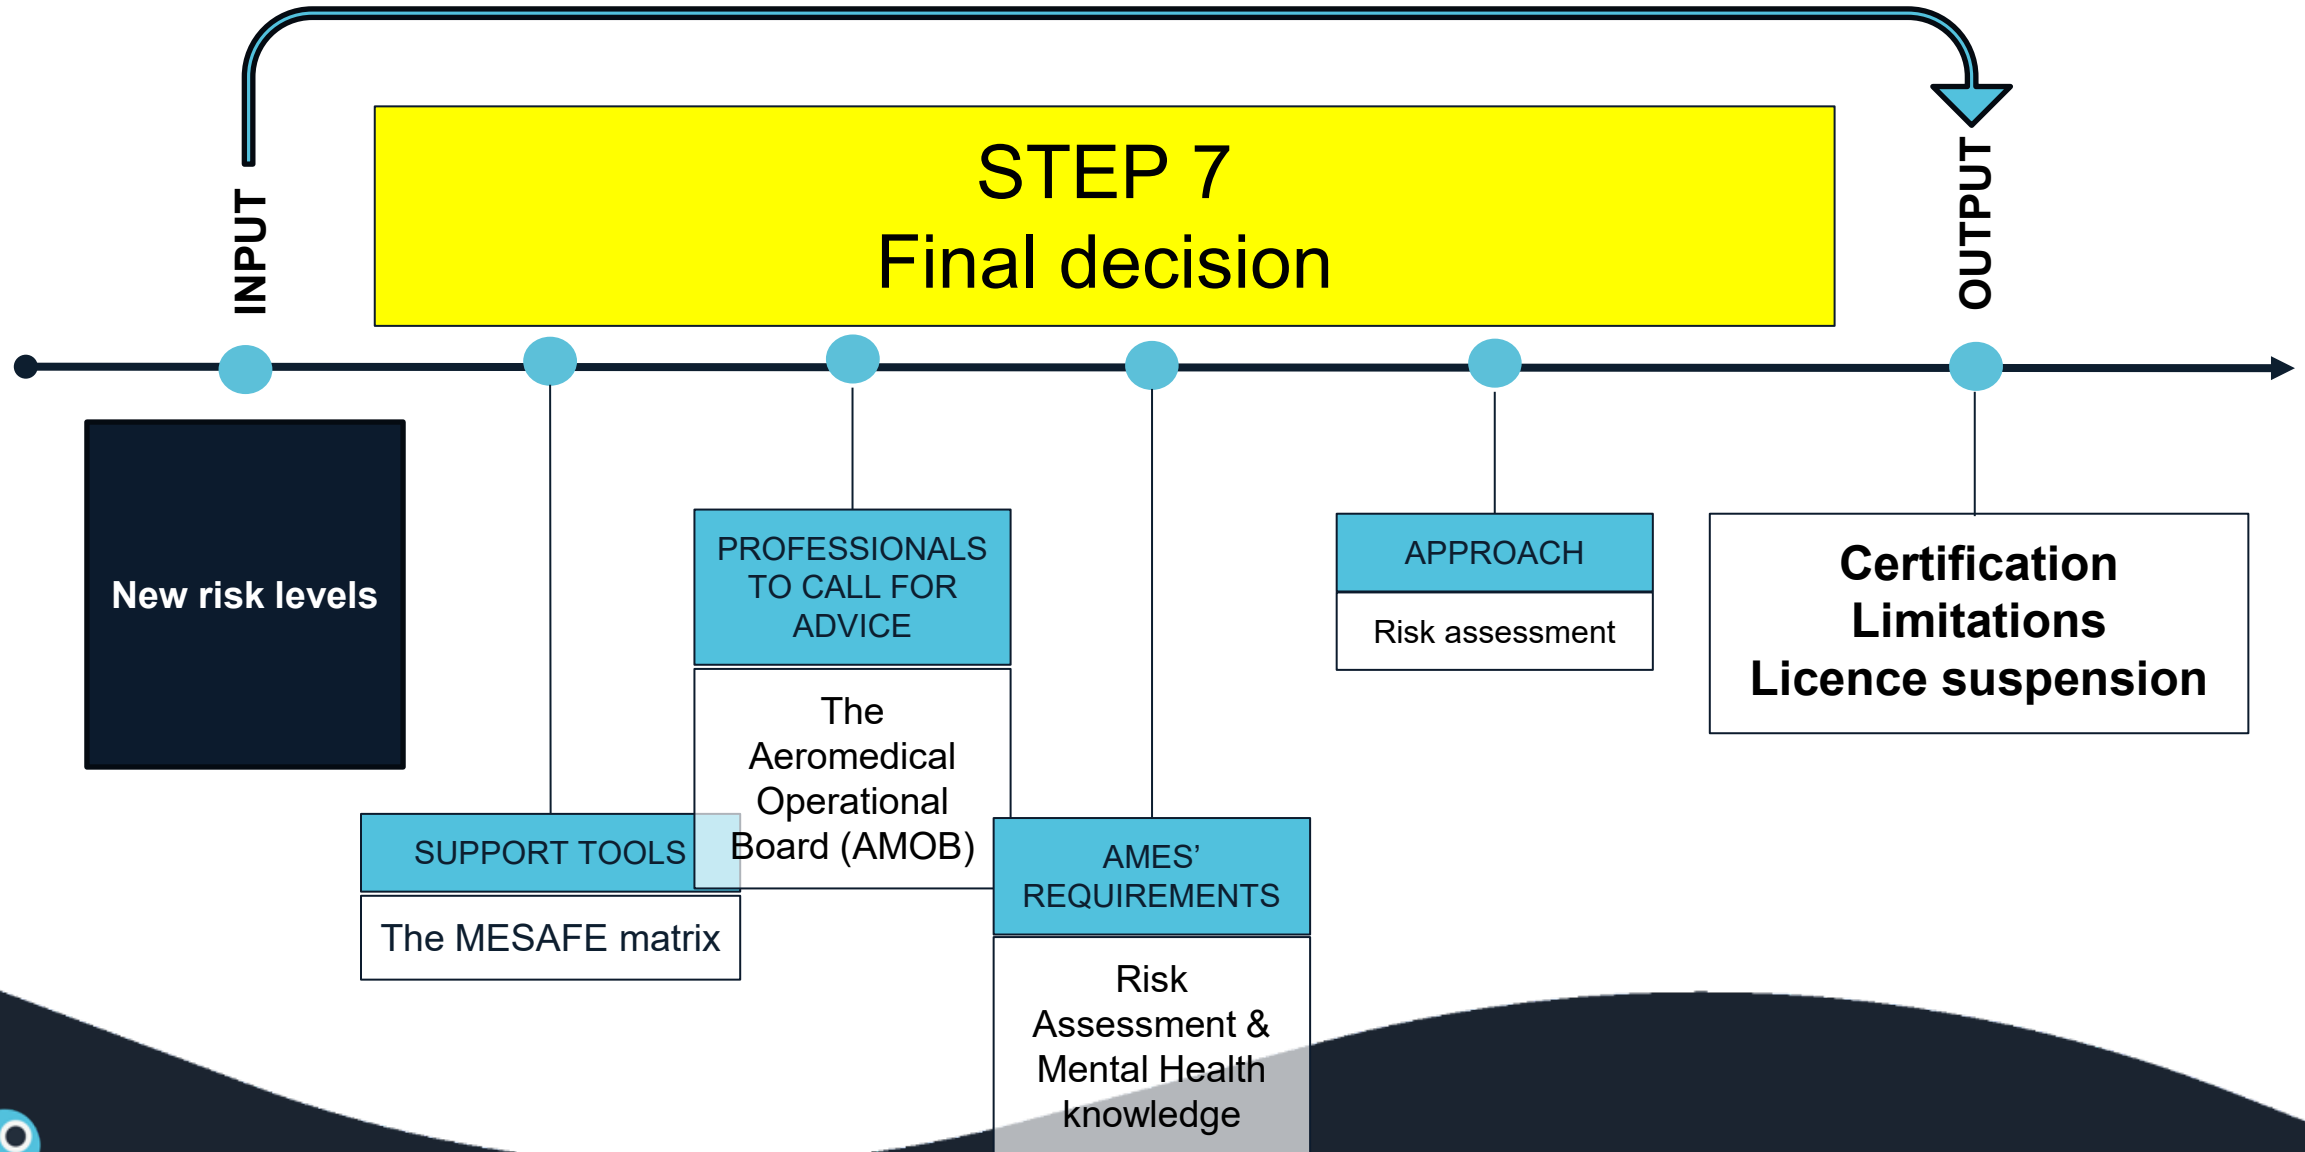 STEP 7
Final decision
INPUT
OUTPUT
New risk levels
SUPPORT TOOLS
The MESAFE matrix
PROFESSIONALS
TO CALL FOR
ADVICE
The
Aeromedical
Operational
Board (AMOB)
AMES’
REQUIREMENTS
Risk
Assessment &
Mental Health
knowledge
APPROACH
Risk assessment
Certification
Limitations
Licence suspension